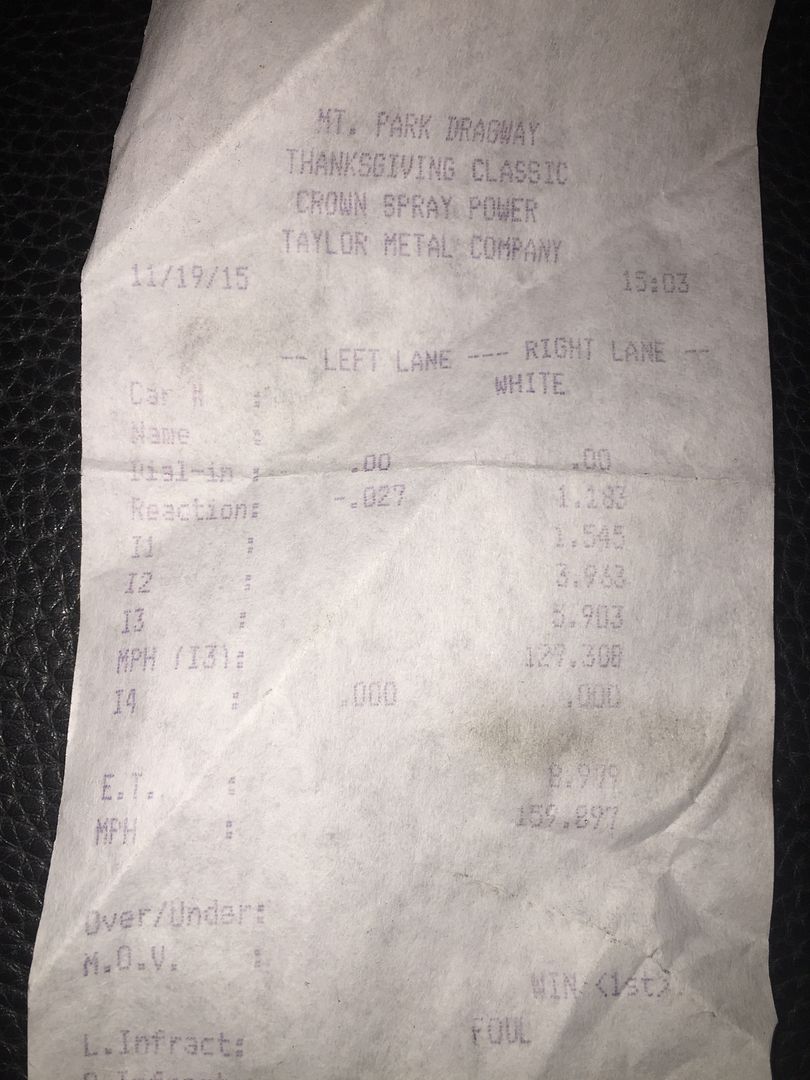 MT. PARK DRAGWAY
THANKSGIVING CLASSIC
CROWN SPRAY POWER
TAYLOR METAL COMPANY
11/19/15 15:03
-- LEFT LANE --- RIGHT LANE --
Car # : WHITE
Name :
Dial-in : .00 .00
Reaction: -.027 1.183
I1 : 1.545
I2 : 3.963
I3 : 5.903
MPH (I3): 127.308
I4 : .000 .000
E.T. : 8.979
MPH : 159.897
Over/Under:
M.O.V. :
WIN <1st>
L.Infract: FOUL